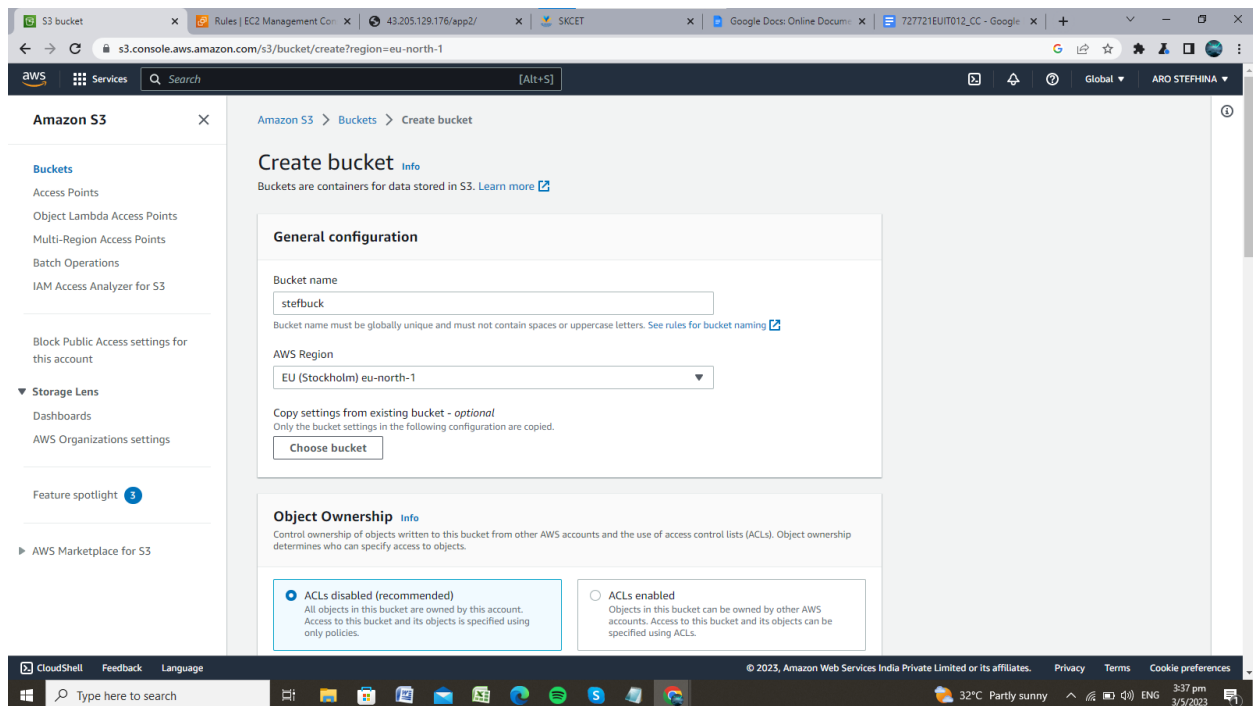 S3 bucket
Rules | EC2 Management Con
43.205.129.176/app2/
SKCET
Google Docs: Online Docume
727721EUIT012_CC - Google
s3.console.aws.amazon.com/s3/bucket/create?region=eu-north-1
aws
Services
Search
[Alt+S]
Global
ARO STEFHINA
Amazon S3
Buckets
Access Points
Object Lambda Access Points
Multi-Region Access Points
Batch Operations
IAM Access Analyzer for S3
Block Public Access settings for
this account
Storage Lens
Dashboards
AWS Organizations settings
Feature spotlight 3
AWS Marketplace for S3
Amazon S3 > Buckets > Create bucket
Create bucket Info
Buckets are containers for data stored in S3. Learn more
General configuration
Bucket name
stefbuck
Bucket name must be globally unique and must not contain spaces or uppercase letters. See rules for bucket naming
AWS Region
EU (Stockholm) eu-north-1
Copy settings from existing bucket - optional
Only the bucket settings in the following configuration are copied.
Choose bucket
Object Ownership Info
Control ownership of objects written to this bucket from other AWS accounts and the use of access control lists (ACLs). Object ownership
determines who can specify access to objects.
ACLs disabled (recommended)
All objects in this bucket are owned by this account.
Access to this bucket and its objects is specified using
only policies.
ACLs enabled
Objects in this bucket can be owned by other AWS
accounts. Access to this bucket and its objects can be
specified using ACLs.
CloudShell
Feedback
Language
© 2023, Amazon Web Services India Private Limited or its affiliates.
Privacy
Terms
Cookie preferences
Type here to search
32°C Partly sunny
ENG
3:37 pm
3/5/2023